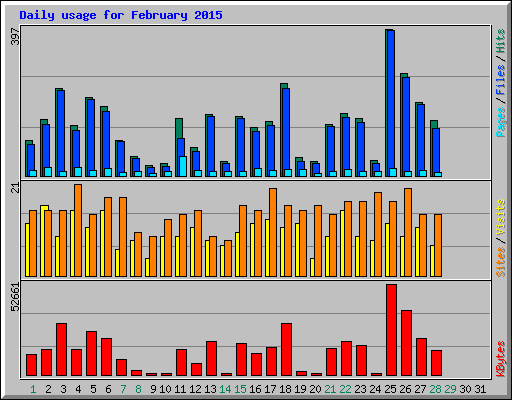 Daily usage for February 2015
397
Pages / Files / Hits
21
Sites / Visits
52661
KBytes
1 2 3 4 5 6 7 8 9 10 11 12 13 14 15 16 17 18 19 20 21 22 23 24 25 26 27 28 29 30 31